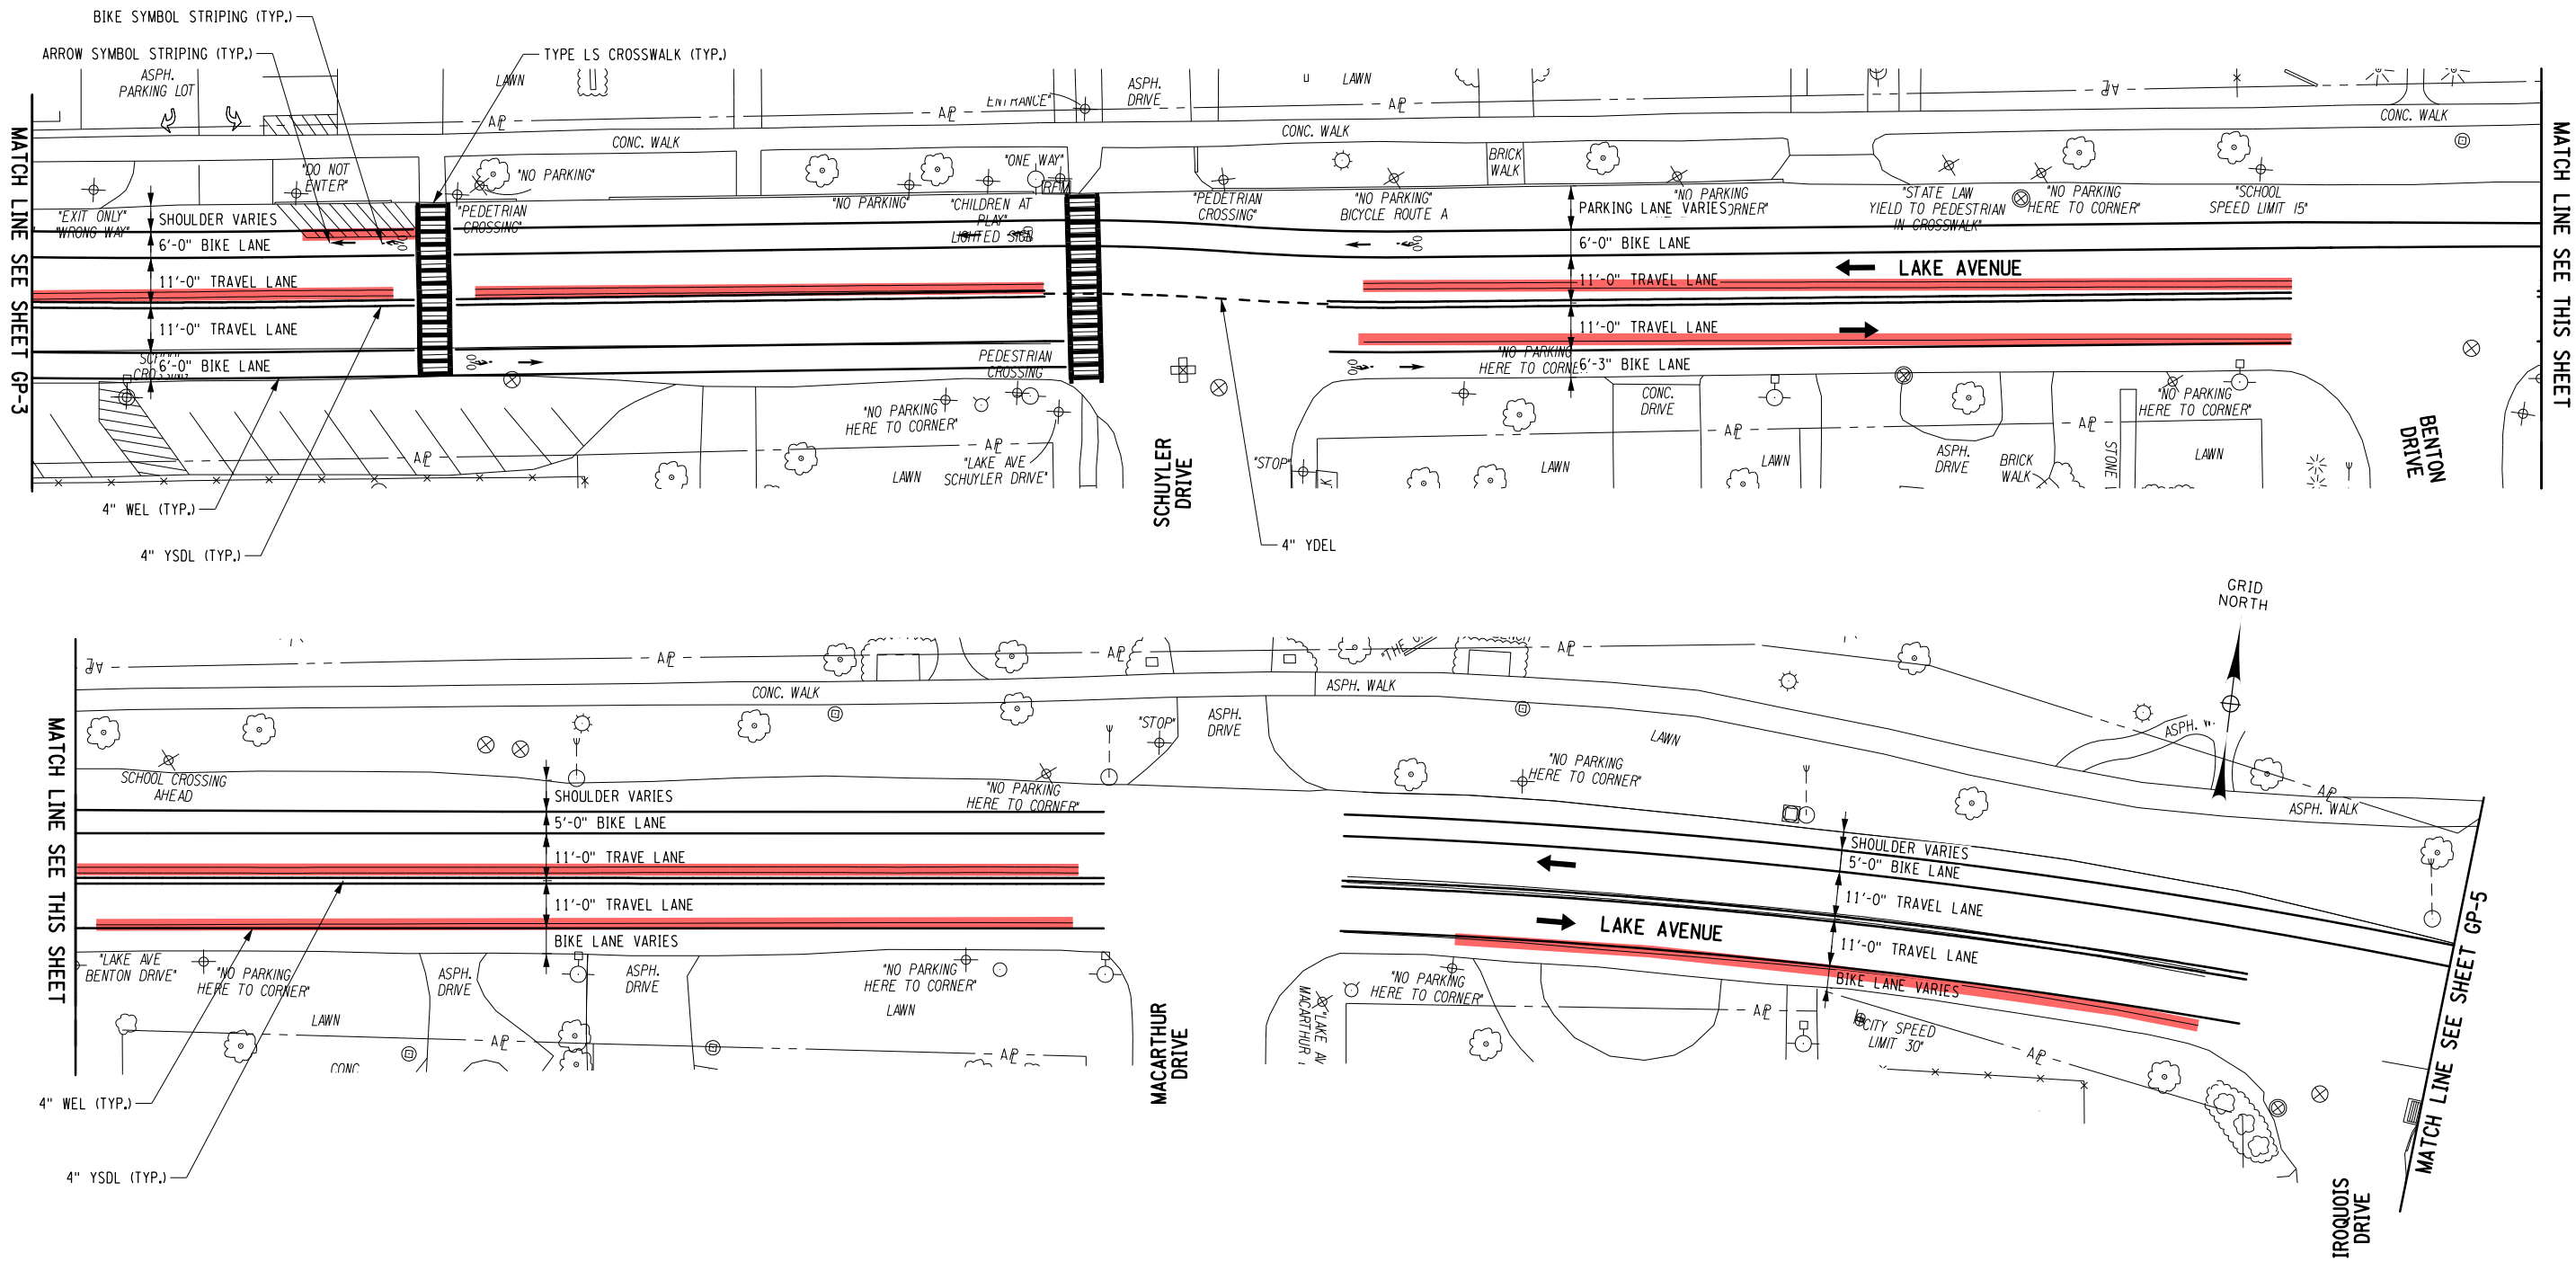 BIKE SYMBOL STRIPING (TYP.)
ARROW SYMBOL STRIPING (TYP.)
TYPE LS CROSSWALK (TYP.)
ASPH.
PARKING LOT
LAWN
ENTRANCE"
ASPH.
DRIVE
LAWN
CONC. WALK
CONC. WALK
CONC. WALK
MATCH LINE SEE SHEET GP-3
"DO NOT
ENTER"
"NO PARKING"
"ONE WAY"
BRICK
WALK
"EXIT ONLY"
"WRONG WAY"
SHOULDER VARIES
6'-0" BIKE LANE
11'-0" TRAVEL LANE
11'-0" TRAVEL LANE
6'-0" BIKE LANE
"PEDETRIAN
CROSSING"
"NO PARKING"
"CHILDREN AT
PLAY"
LIGHTED SIGN
"PEDETRIAN
CROSSING"
"NO PARKING"
BICYCLE ROUTE A
PARKING LANE VARIES
"NO PARKING
6'-0" BIKE LANE
11'-0" TRAVEL LANE
11'-0" TRAVEL LANE
6'-3" BIKE LANE
"STATE LAW
YIELD TO PEDESTRIAN
IN CROSSWALK"
"NO PARKING
HERE TO CORNER"
"SCHOOL
SPEED LIMIT 15"
LAKE AVENUE
MATCH LINE SEE THIS SHEET
PEDESTRIAN
CROSSING
"NO PARKING
HERE TO
"NO PARKING
HERE TO CORNER"
"LAKE AVE
SCHUYLER DRIVE"
LAWN
"STOP"
LAWN
CONC.
DRIVE
LAWN
ASPH.
DRIVE
BRICK
WALK
STONE
"NO PARKING
HERE TO CORNER"
LAWN
SCHUYLER
DRIVE
BENTON
DRIVE
4" WEL (TYP.)
4" YSDL (TYP.)
4" YDEL
GRID
NORTH
MATCH LINE SEE THIS SHEET
CONC. WALK
ASPH. WALK
"STOP"
ASPH.
DRIVE
LAWN
ASPH.
SCHOOL CROSSING
AHEAD
SHOULDER VARIES
5'-0" BIKE LANE
11'-0" TRAVE LANE
11'-0" TRAVEL LANE
BIKE LANE VARIES
"NO PARKING
HERE TO CORNER"
"NO PARKING
HERE TO CORNER"
ASPH. WALK
SHOULDER VARIES
5'-0" BIKE LANE
11'-0" TRAVEL LANE
11'-0" TRAVEL LANE
BIKE LANE VARIES
LAKE AVENUE
"LAKE AVE
BENTON DRIVE"
"NO PARKING
HERE TO CORNER"
ASPH.
DRIVE
ASPH.
DRIVE
"NO PARKING
HERE TO CORNER"
LAWN
LAWN
CONC.
"NO PARKING
HERE TO CORNER"
"LAKE AV
MACARTHUR
"CITY SPEED
LIMIT 30"
MACARTHUR
DRIVE
IROQUOIS
DRIVE
MATCH LINE SEE SHEET GP-5
4" WEL (TYP.)
4" YSDL (TYP.)